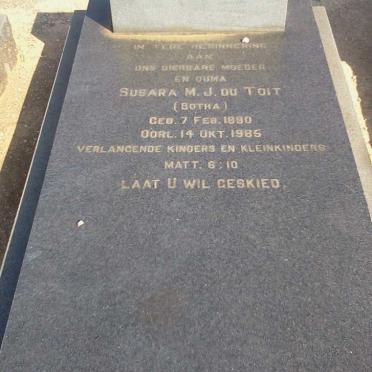 IN TERE HERINNERING
AAN
ONS DIERBARE MOEDER
EN OUMA
SUSARA M.J. DU TOIT
(BOTHA)
GEB. 7 FEB. 1890
OORL. 14 OKT. 1985
VERLANGENDE KINDERS EN KLEINKINDERS
MATT. 6:10
LAAT U WIL GESKIED.